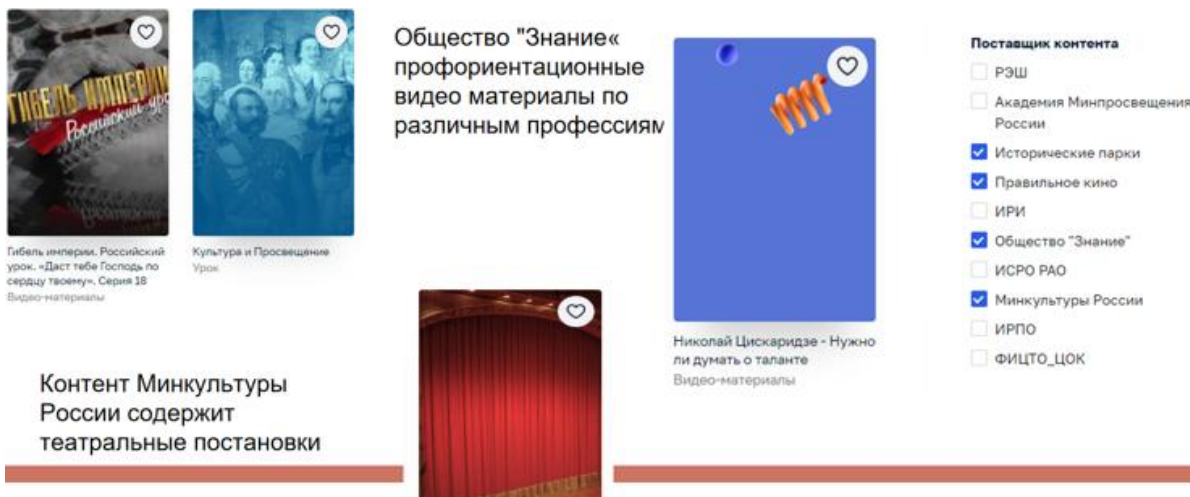 ГИБЕЛЬ ИМПЕРИИ
Российский урок
Гибель империи. Российский
урок. «Даст тебе Господь по
сердцу твоему». Серия 18
Видео-материалы
Культура и Просвещение
Урок
Общество "Знание«
профориентационные
видео материалы по
различным профессиям
Николай Цискаридзе - Нужно
ли думать о таланте
Видео-материалы
Поставщик контента
РЭШ
Академия Минпросвещения
России
Исторические парки
Правильное кино
ИРИ
Общество "Знание"
ИСРО РАО
Минкультуры России
ИРПО
ФИЦТО_ЦОК
Контент Минкультуры
России содержит
театральные постановки